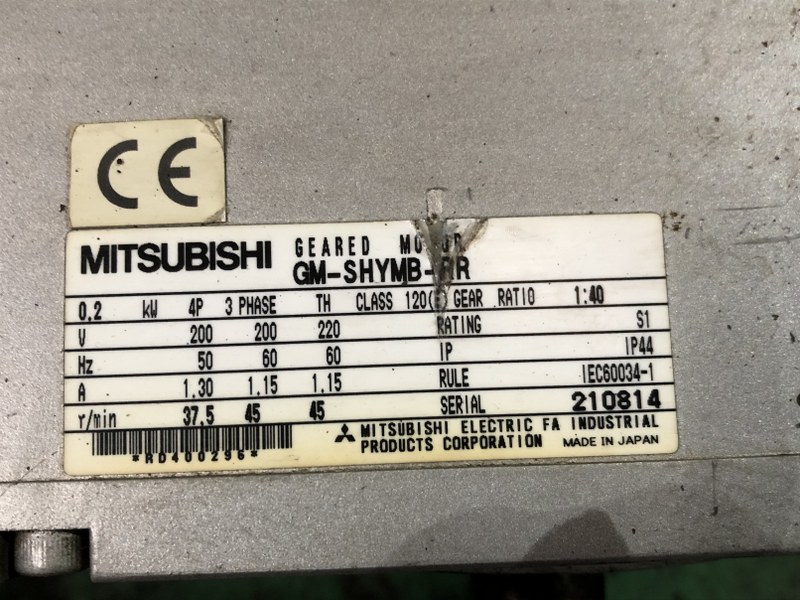 CE
MITSUBISHI GEARED MOTOR
GM-SHYMB-RR
0.2 kW 4P 3 PHASE TH CLASS 120(E) GEAR RATIO 1:40
V 200 200 220 RATING S1
Hz 50 60 60 IP IP44
A 1.30 1.15 1.15 RULE IEC60034-1
r/min 37.5 45 45 SERIAL 210814
*RD400296*
MITSUBISHI ELECTRIC FA INDUSTRIAL
PRODUCTS CORPORATION MADE IN JAPAN